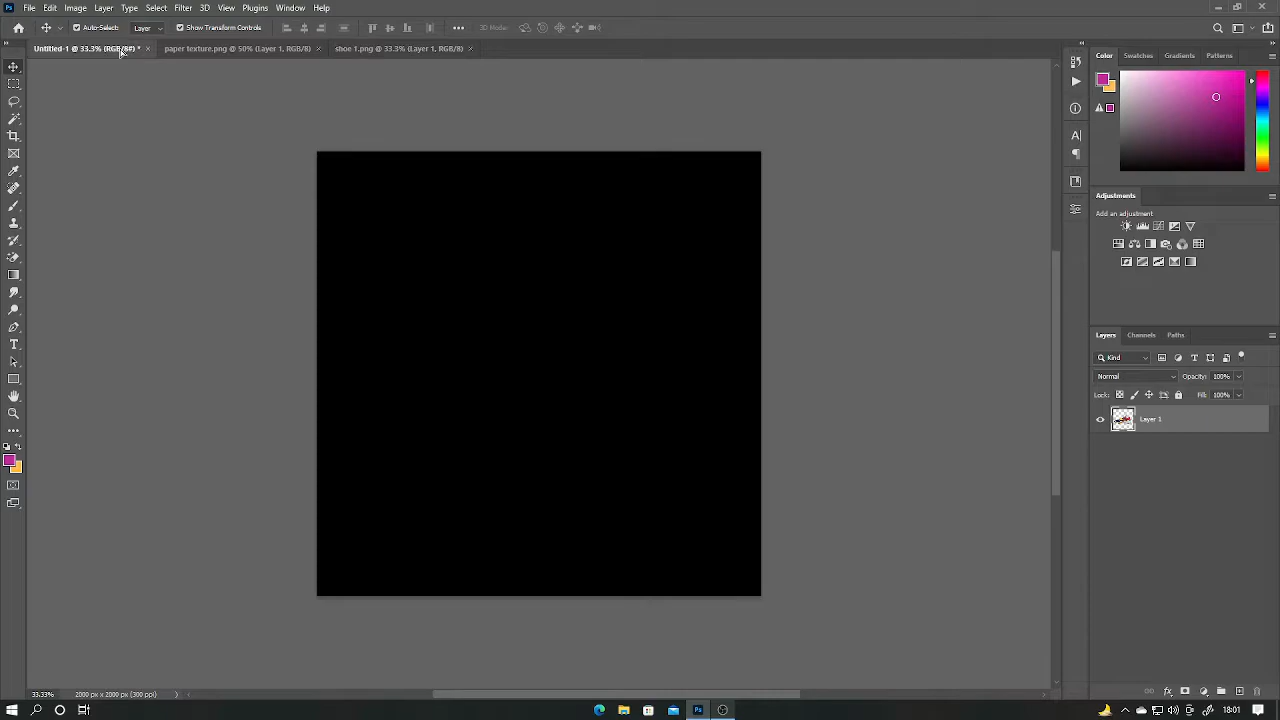 File Edit Image Layer Type Select Filter 3D View Plugins Window Help
Auto-Select: Layer Show Transform Controls 3D Mode:
Untitled-1 @ 33.3% (RGB/8#) * paper texture.png @ 50% (Layer 1, RGB/8) shoe 1.png @ 33.3% (Layer 1, RGB/8)
Color Swatches Gradients Patterns
Adjustments
Add an adjustment
Layers Channels Paths
Kind
Normal Opacity: 100%
Lock: Fill: 100%
Layer 1
33.33% 2000 px x 2000 px (300 ppi)
18:01